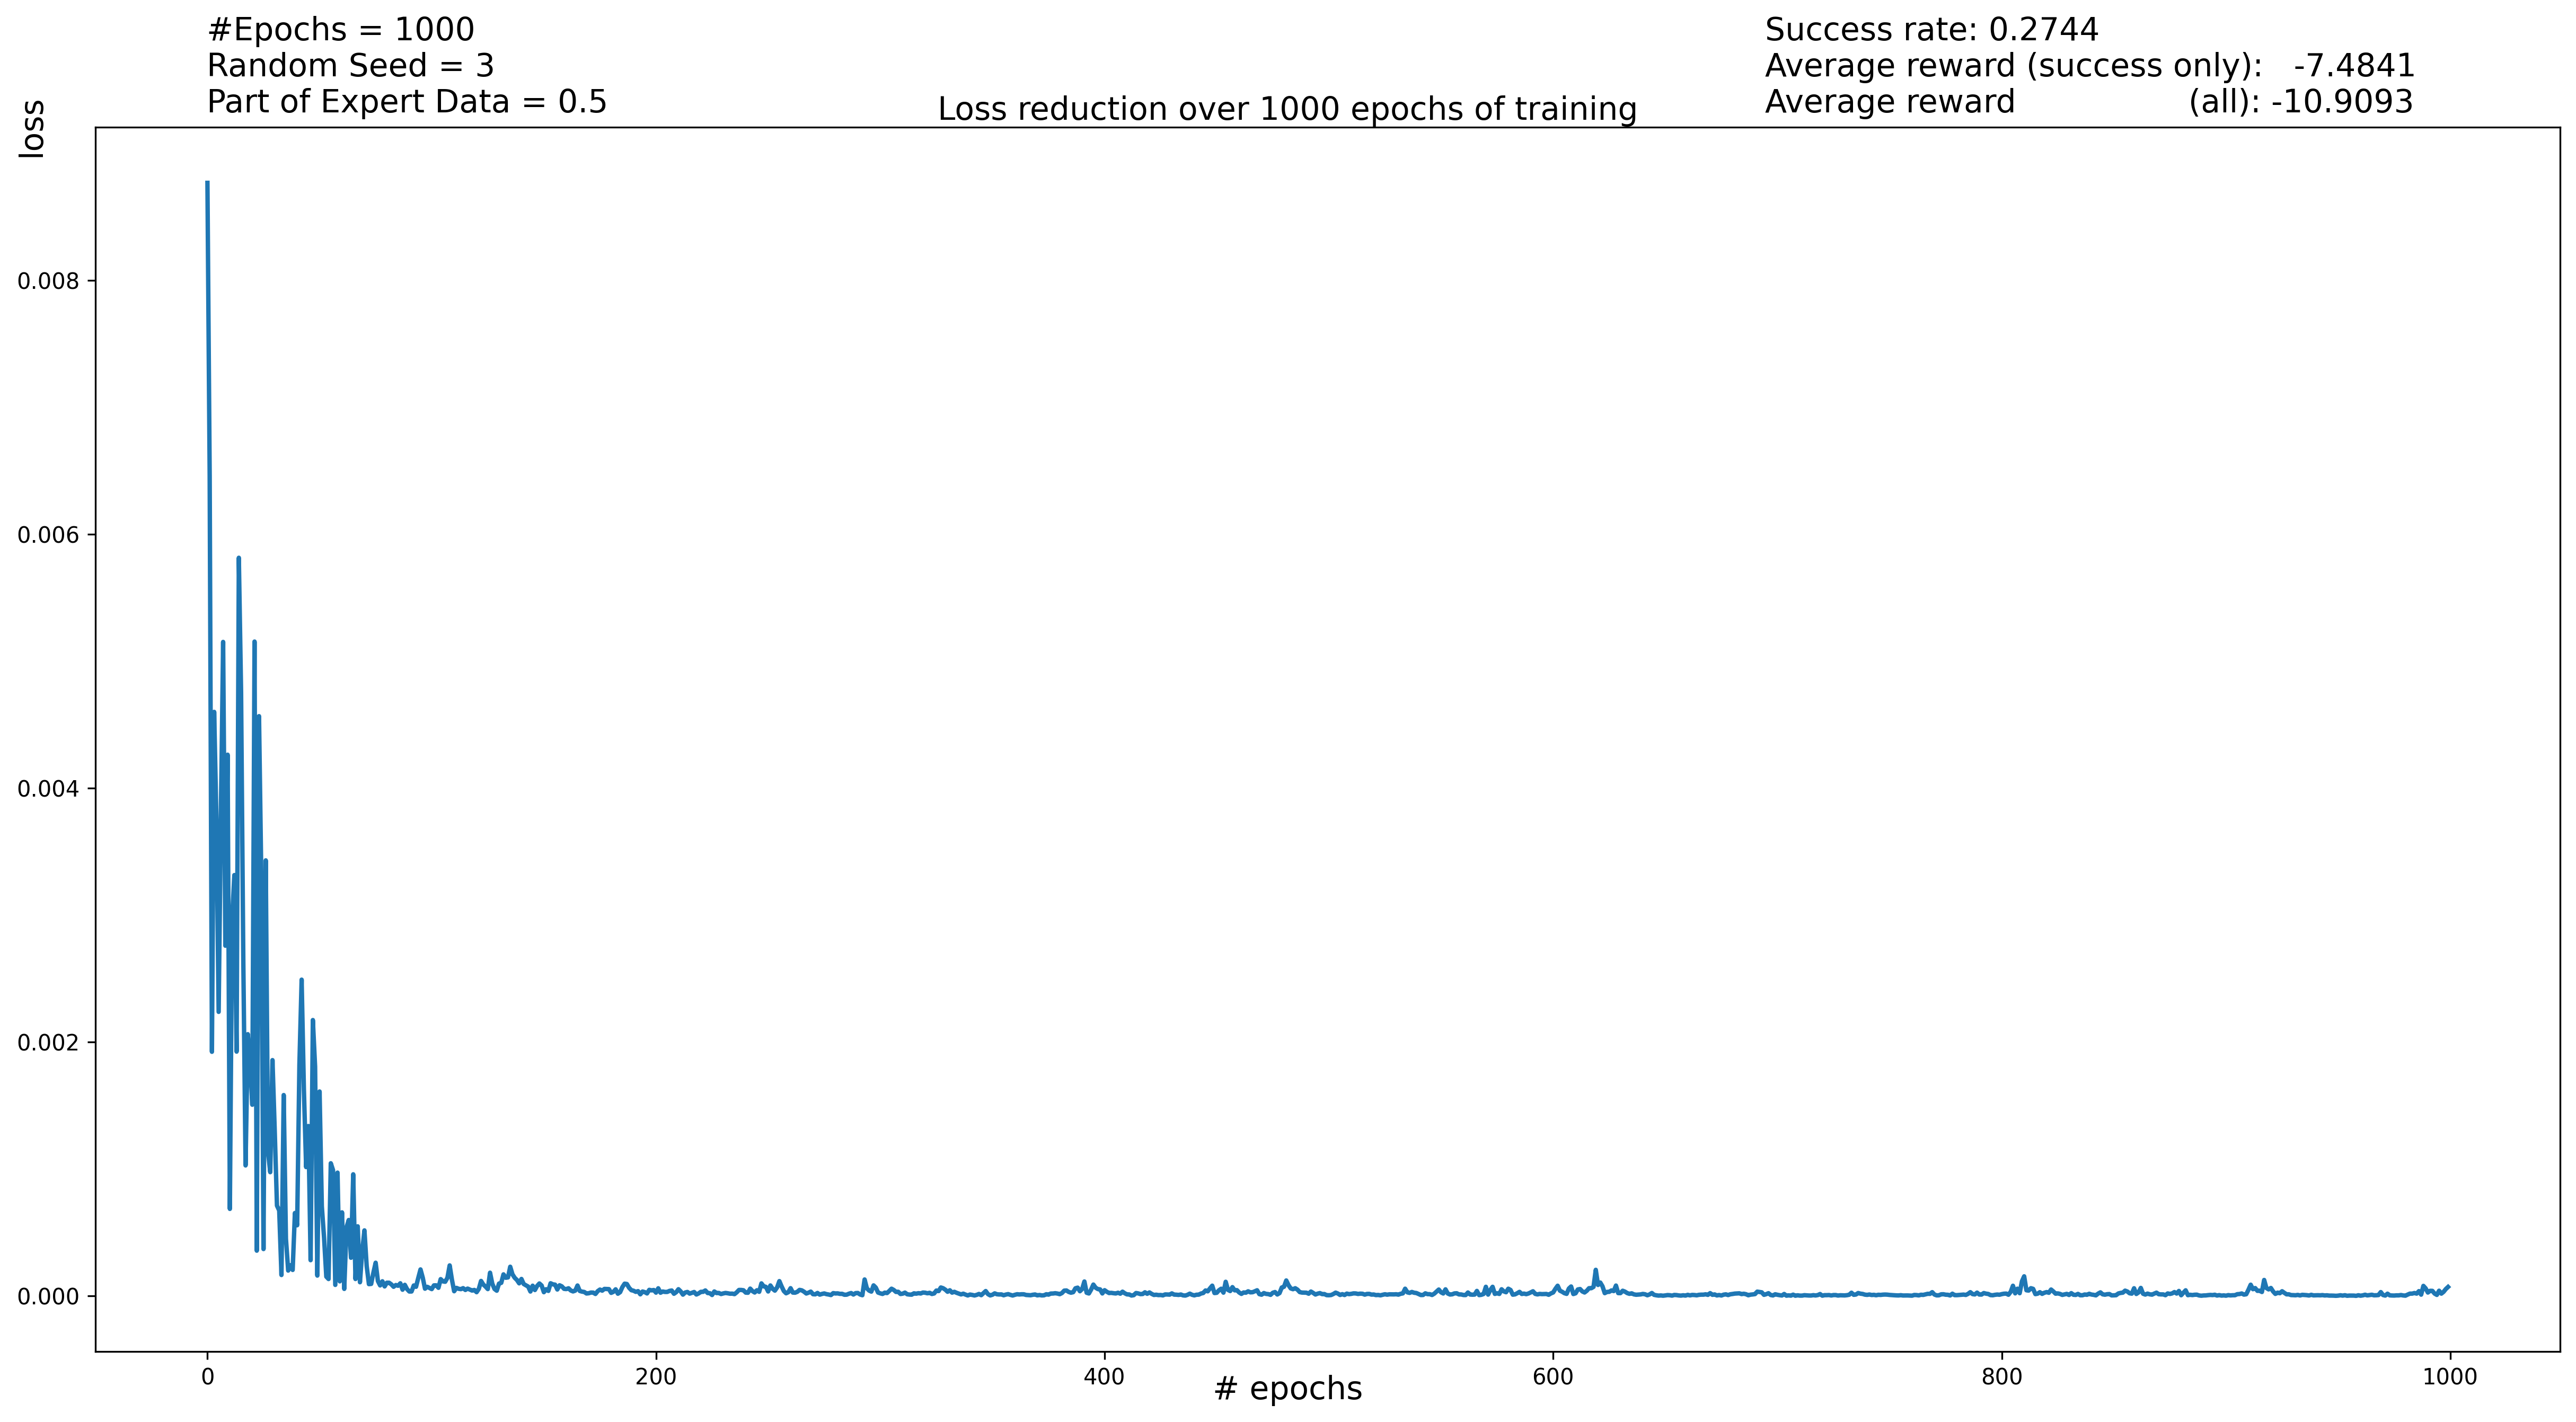 #Epochs = 1000
Random Seed = 3
Part of Expert Data = 0.5
Success rate: 0.2744
Average reward (success only):   -7.4841
Average reward                    (all): -10.9093
Loss reduction over 1000 epochs of training
loss
0.008
0.006
0.004
0.002
0.000
0 200 400 600 800 1000
# epochs